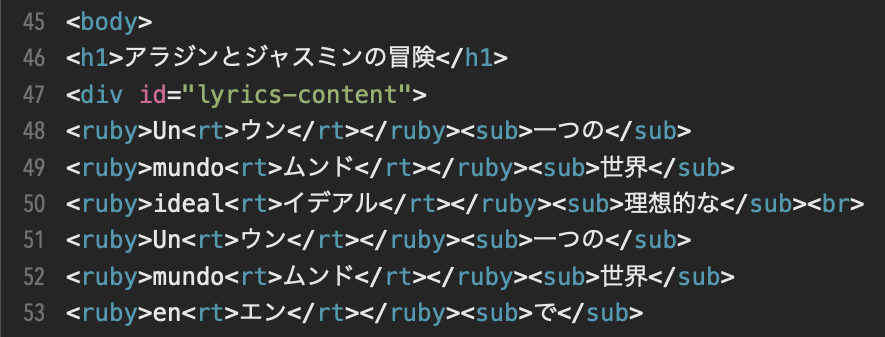 45 <body>
46 <h1>アラジンとジャスミンの冒険</h1>
47 <div id="lyrics-content">
48 <ruby>Un<rt>ウン</rt></ruby><sub>一つの</sub>
49 <ruby>mundo<rt>ムンド</rt></ruby><sub>世界</sub>
50 <ruby>ideal<rt>イデアル</rt></ruby><sub>理想的な</sub><br>
51 <ruby>Un<rt>ウン</rt></ruby><sub>一つの</sub>
52 <ruby>mundo<rt>ムンド</rt></ruby><sub>世界</sub>
53 <ruby>en<rt>エン</rt></ruby><sub>で</sub>